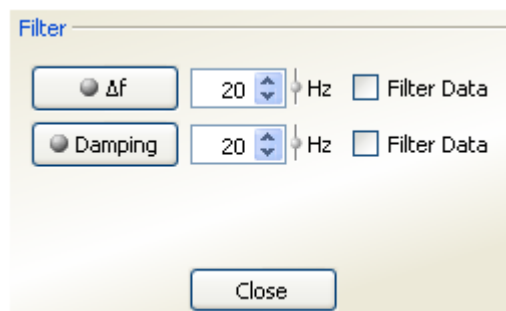 Filter
Δf 20 Hz Filter Data
Damping 20 Hz Filter Data
Close